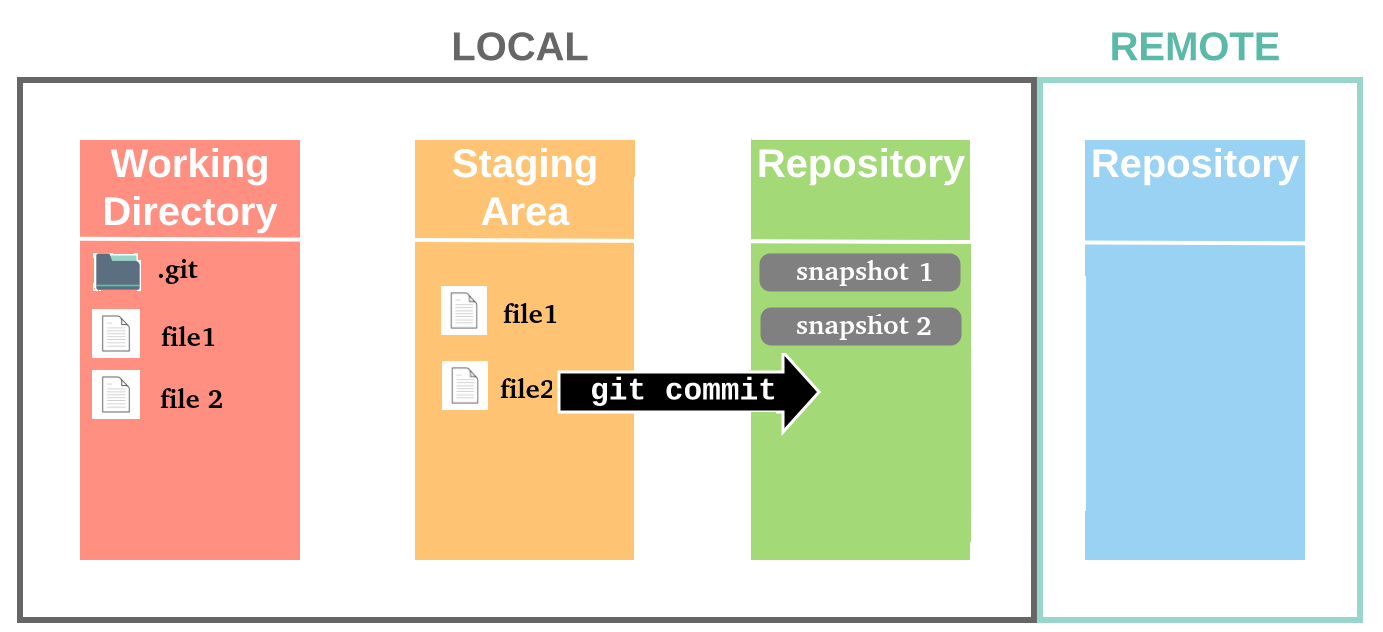 LOCAL
REMOTE
Working
Directory
.git
file1
file 2
Staging
Area
file1
file2
git commit
Repository
snapshot 1
snapshot 2
Repository